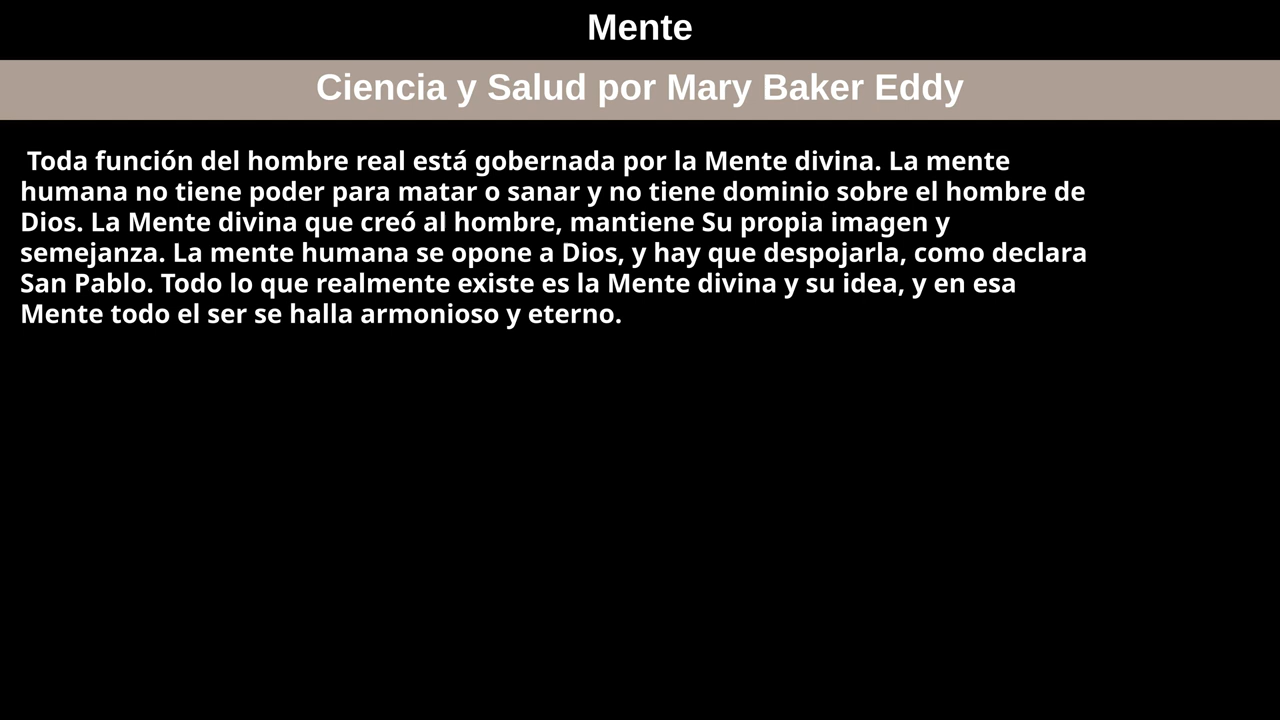 Mente
Ciencia y Salud por Mary Baker Eddy
Toda función del hombre real está gobernada por la Mente divina. La mente
humana no tiene poder para matar o sanar y no tiene dominio sobre el hombre de
Dios. La Mente divina que creó al hombre, mantiene Su propia imagen y
semejanza. La mente humana se opone a Dios, y hay que despojarla, como declara
San Pablo. Todo lo que realmente existe es la Mente divina y su idea, y en esa
Mente todo el ser se halla armonioso y eterno.